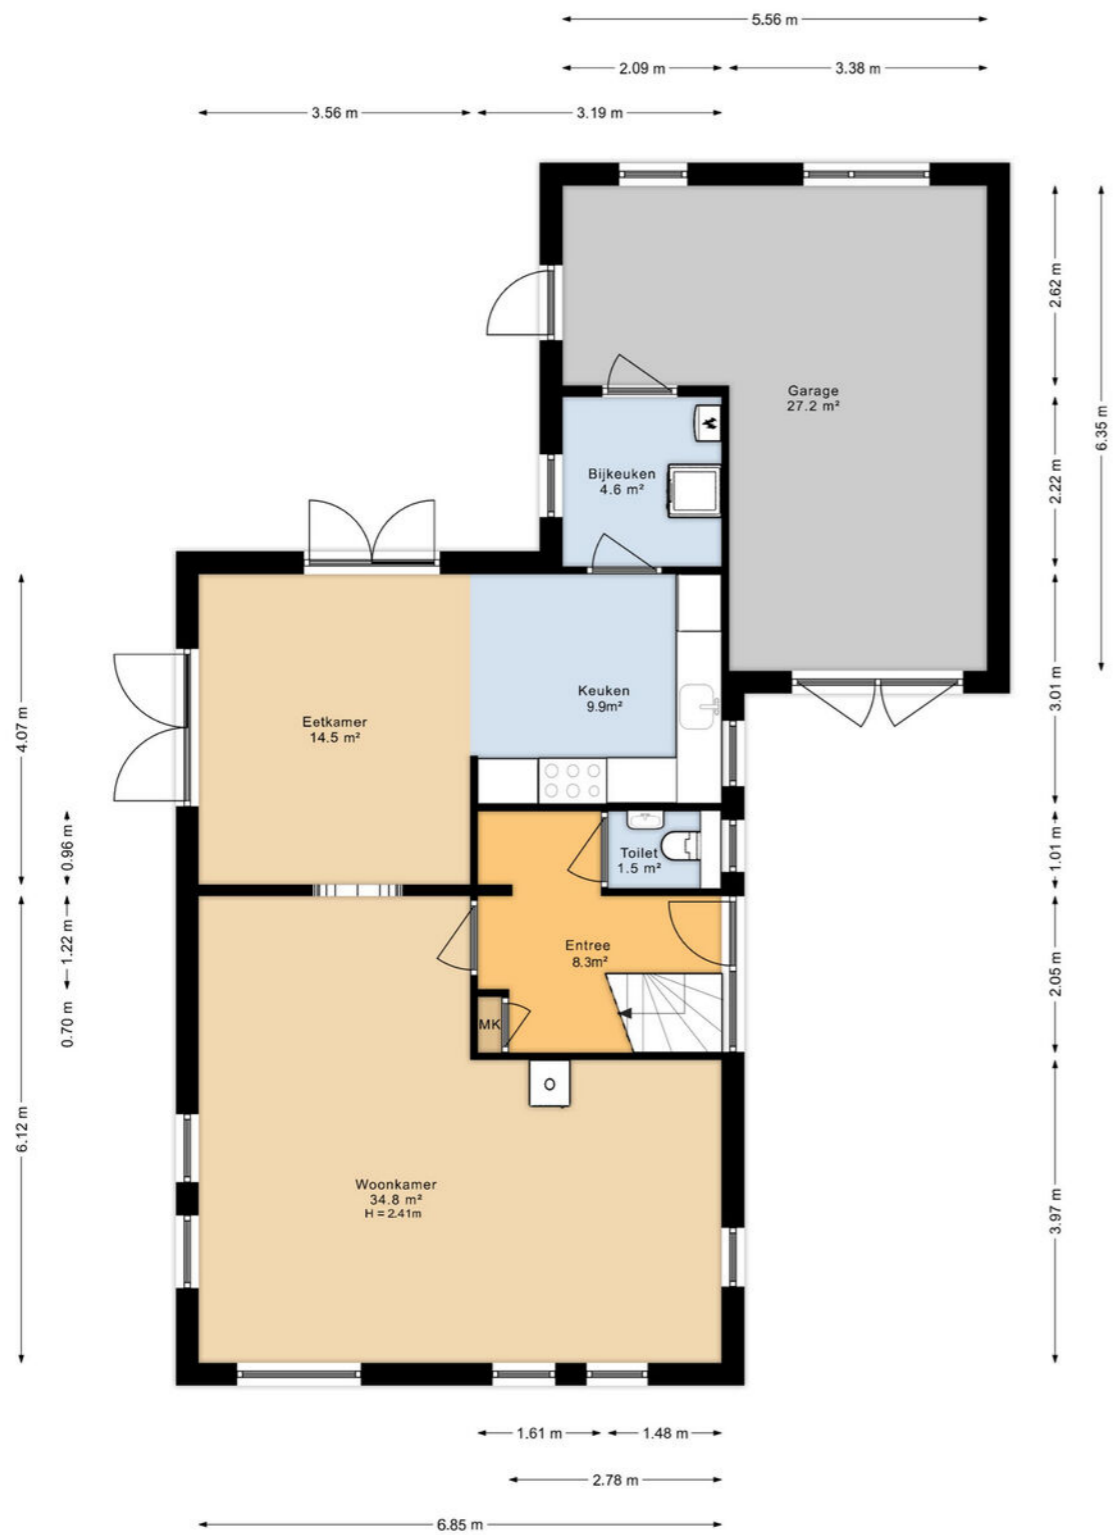 5.56 m
2.09 m
3.38 m
3.56 m
3.19 m
2.62 m
Garage
27.2 m²
6.35 m
Bijkeuken
4.6 m²
2.22 m
Keuken
9.9m²
3.01 m
Eetkamer
14.5 m²
4.07 m
0.96 m
Toilet
1.5 m²
1.01 m
1.22 m
Entree
8.3m²
2.05 m
0.70 m
MK
6.12 m
Woonkamer
34.8 m²
H = 2.41m
3.97 m
1.61 m
1.48 m
2.78 m
6.85 m